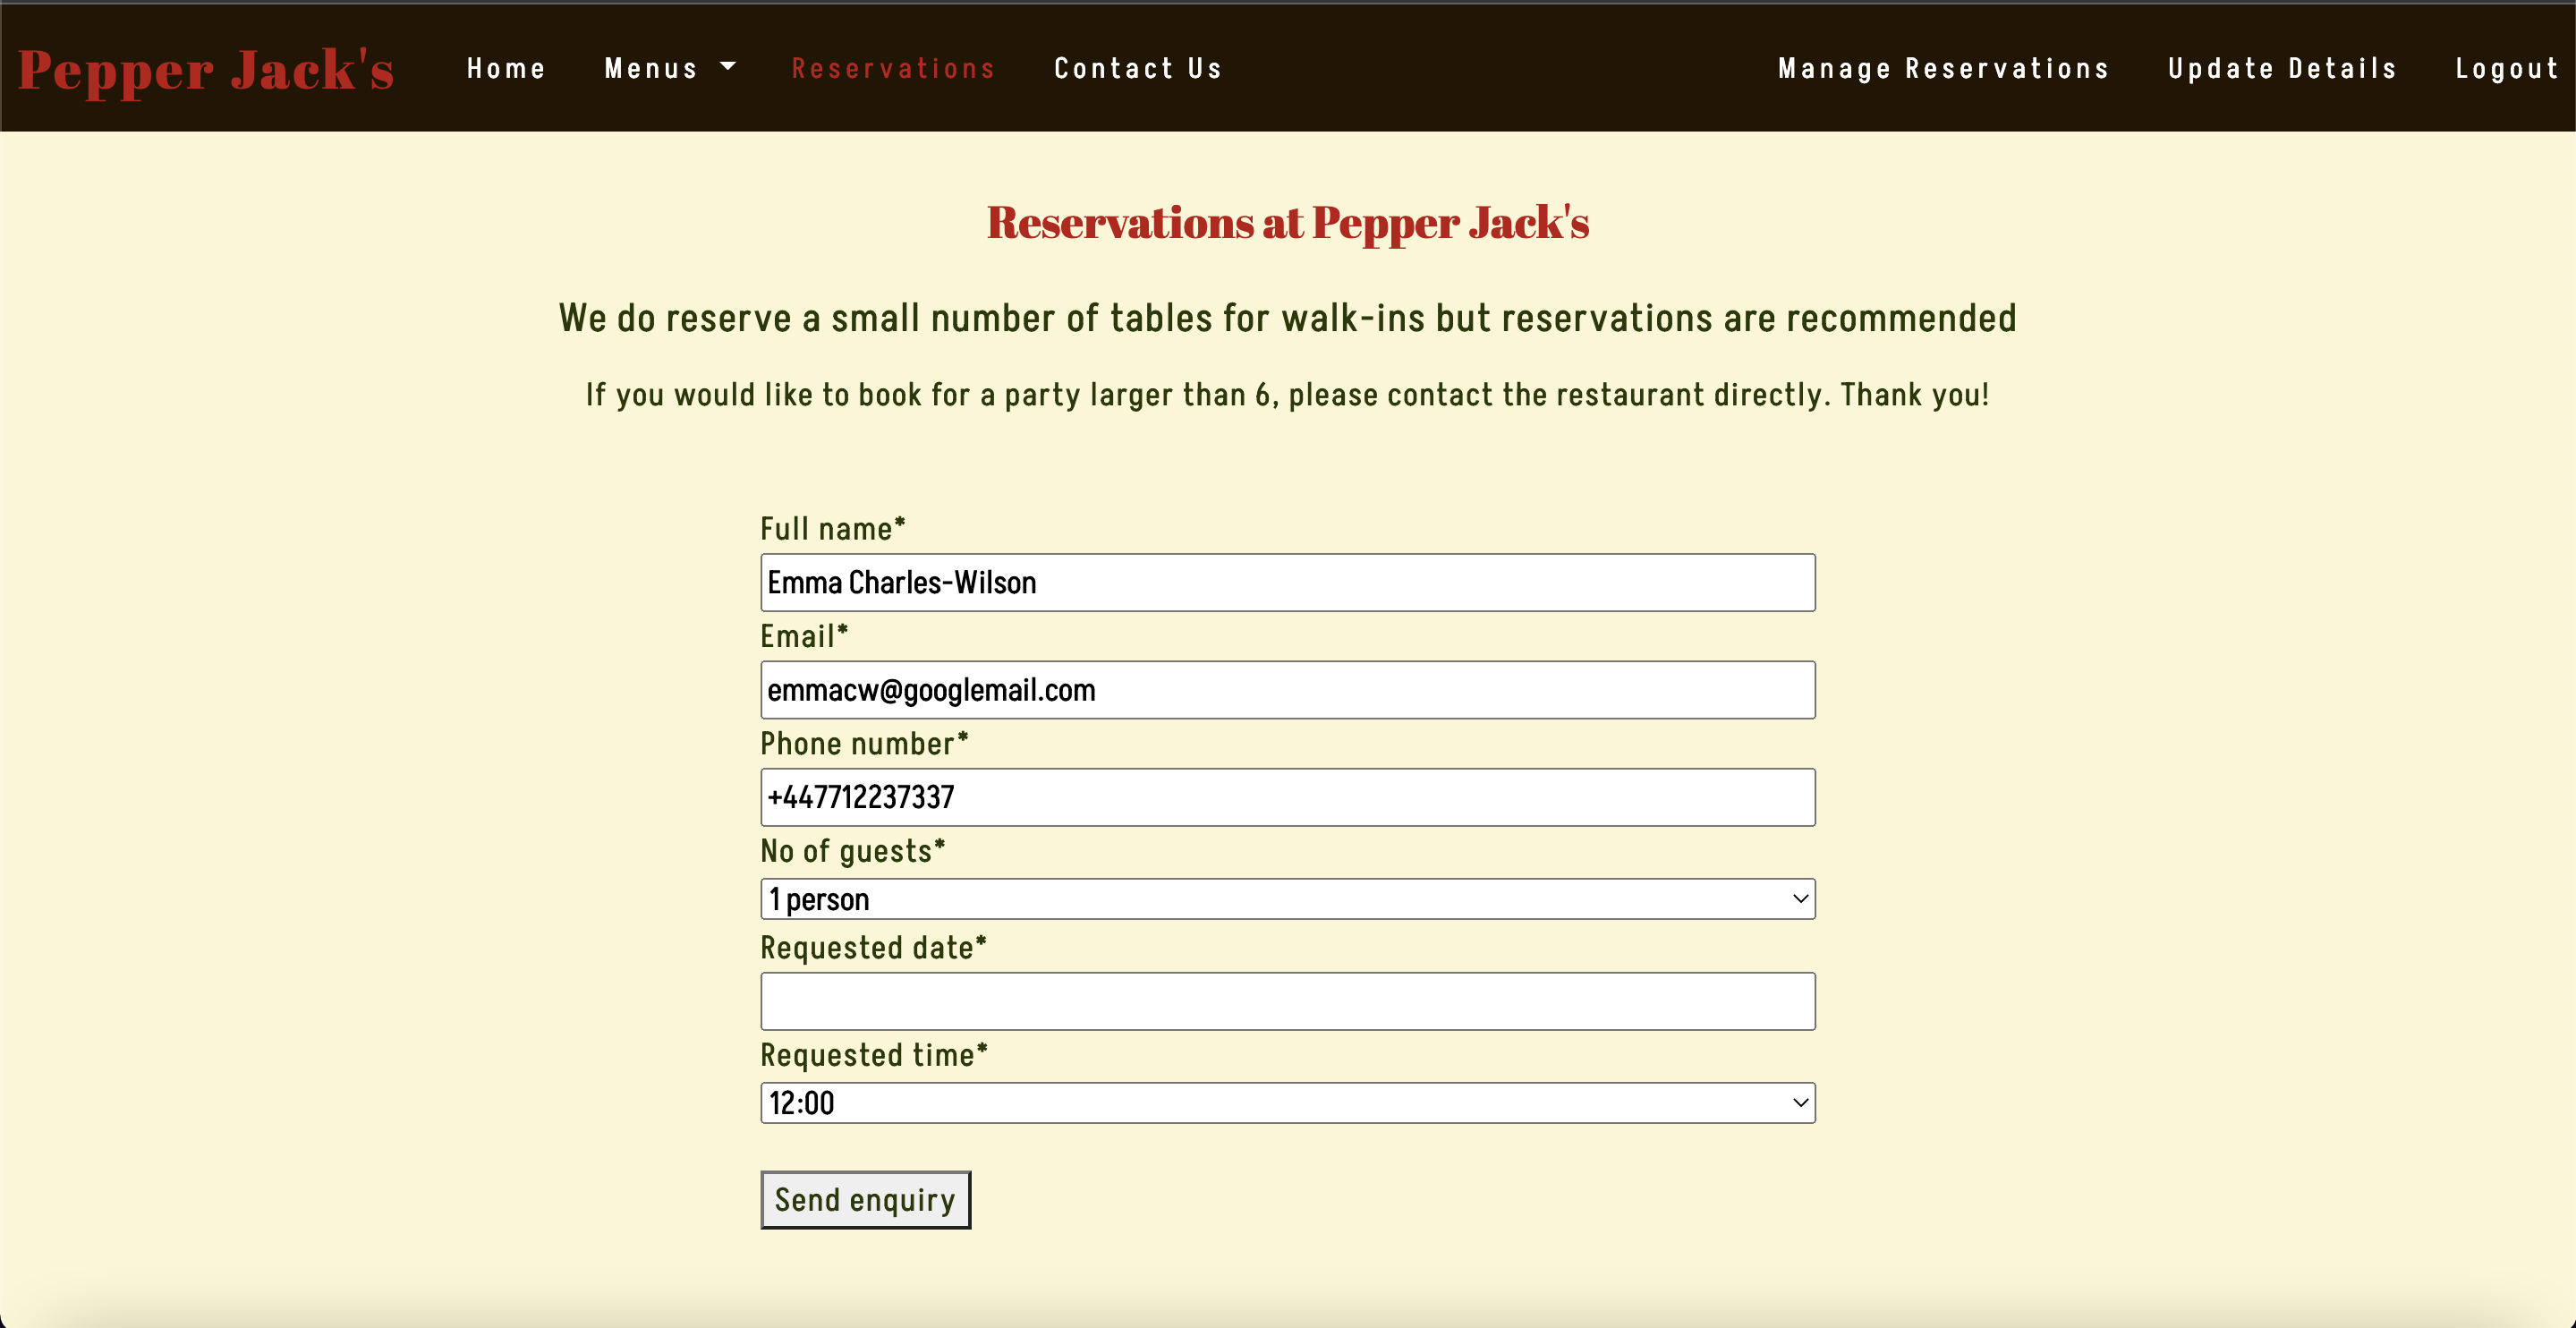 Pepper Jack's Home Menus Reservations Contact Us Manage Reservations Update Details Logout
Reservations at Pepper Jack's
We do reserve a small number of tables for walk-ins but reservations are recommended
If you would like to book for a party larger than 6, please contact the restaurant directly. Thank you!
Full name*
Emma Charles-Wilson
Email*
emmacw@googlemail.com
Phone number*
+447712237337
No of guests*
1 person
Requested date*
Requested time*
12:00
Send enquiry